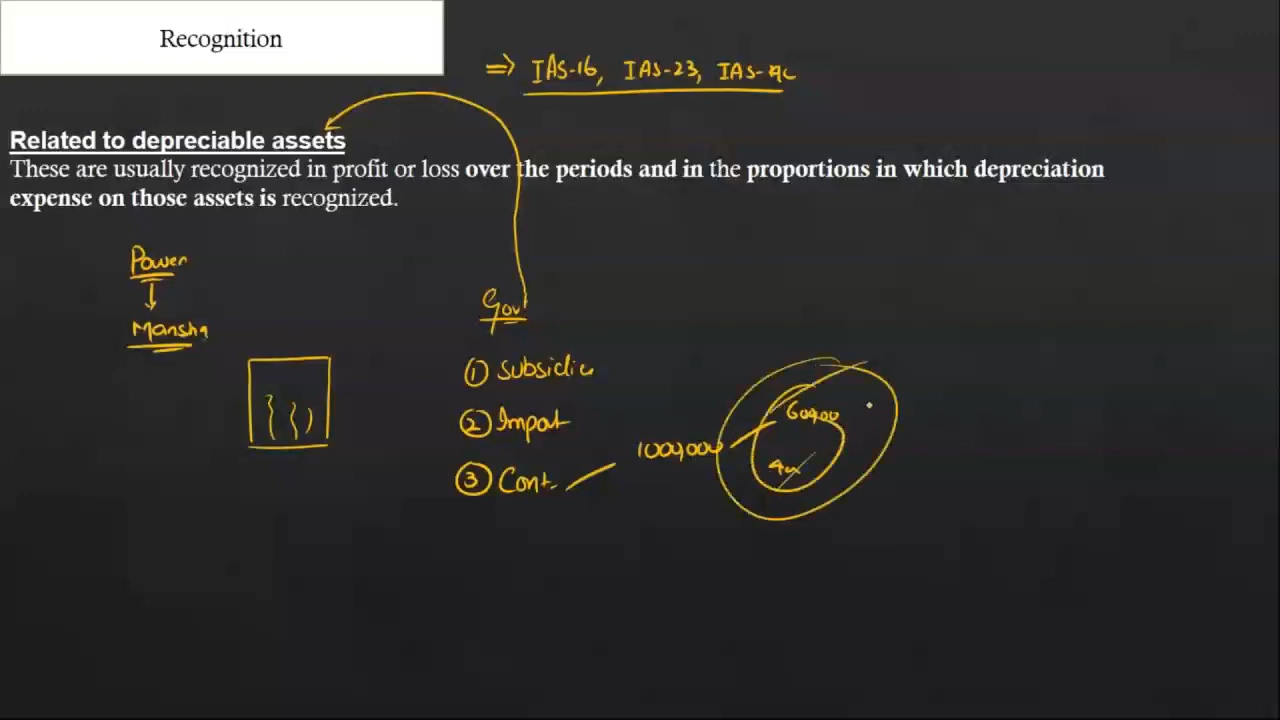 Recognition
⇒ IAS-16, IAS-23, IAS-
Related to depreciable assets
These are usually recognized in profit or loss over the periods and in the proportions in which depreciation
expense on those assets is recognized.
Power
Mansha
Gov
① Subsidie
② Impot
③ Cont.